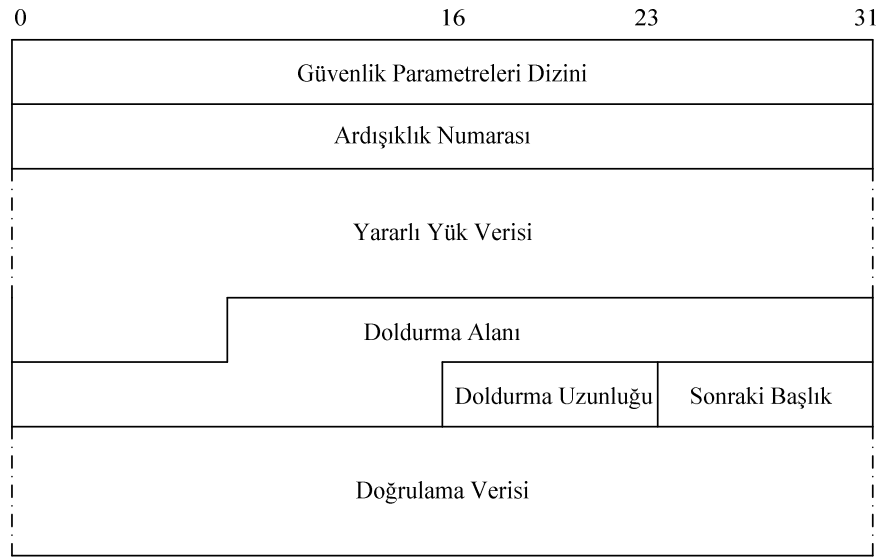 0 16 23 31
Güvenlik Parametreleri Dizini
Ardışıklık Numarası
Yararlı Yük Verisi
Doldurma Alanı
Doldurma Uzunluğu Sonraki Başlık
Doğrulama Verisi